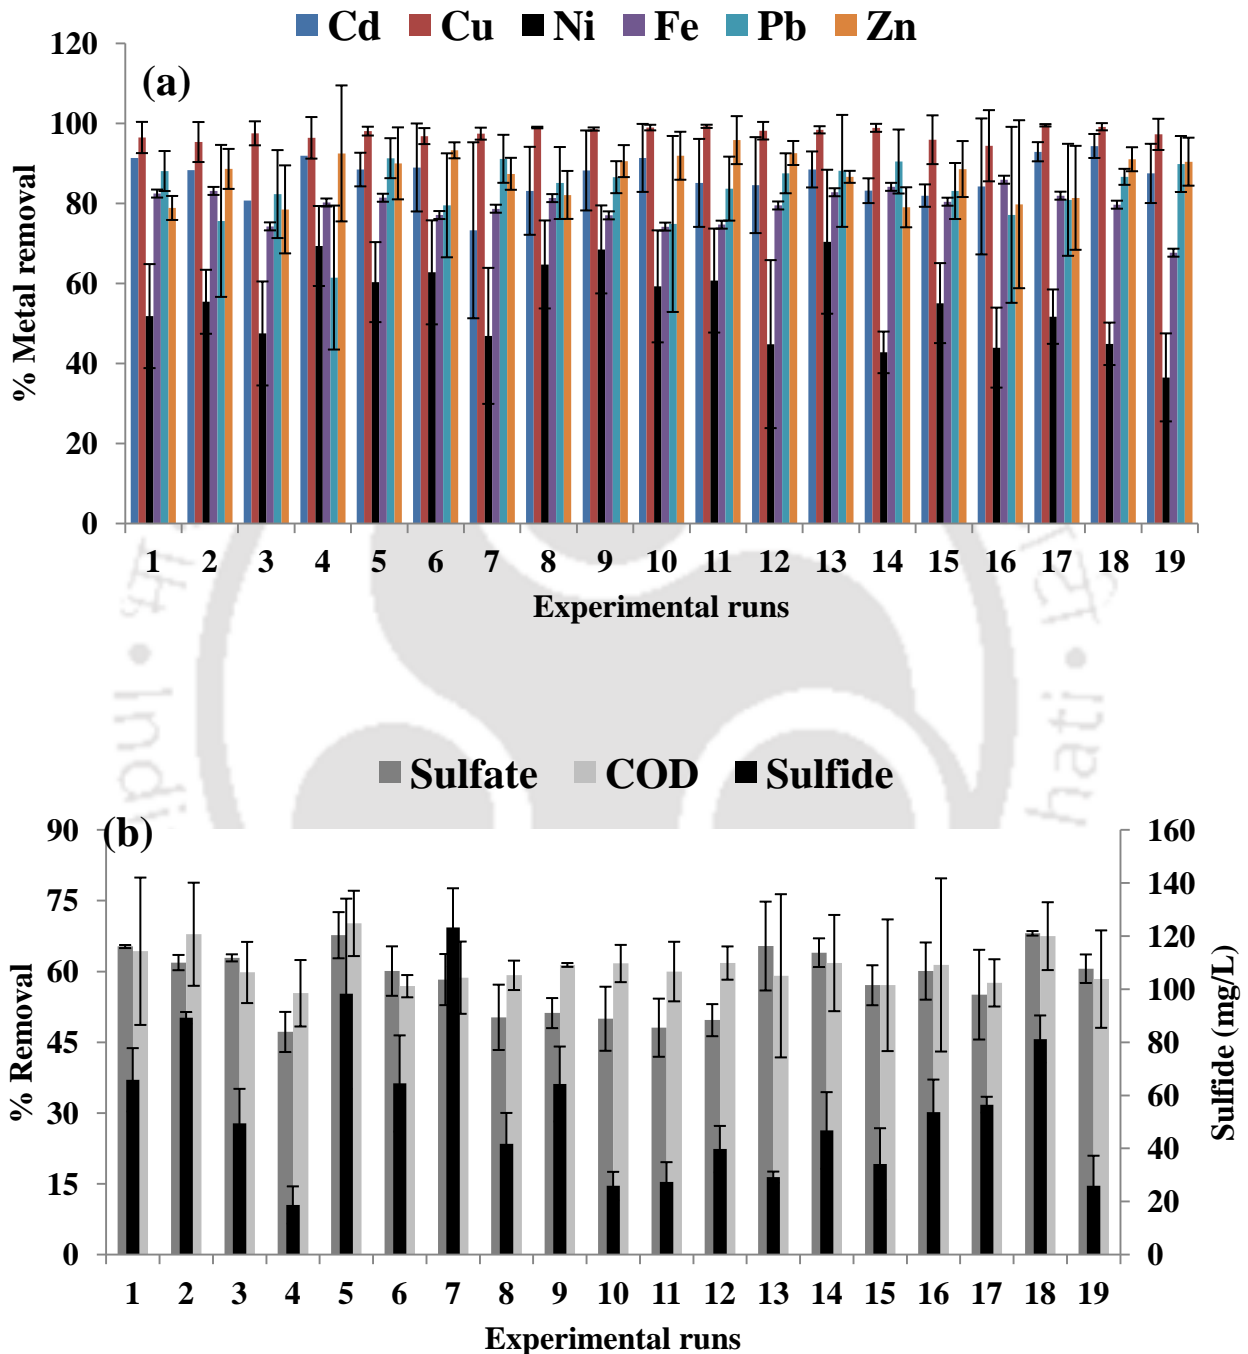 Cd Cu Ni Fe Pb Zn
(a)
% Metal removal
120
100
80
60
40
20
0
1 2 3 4 5 6 7 8 9 10 11 12 13 14 15 16 17 18 19
Experimental runs
Indi
hati
Sulfate COD Sulfide
(b)
% Removal
90
75
60
45
30
15
0
160
140
120
100
80
60
40
20
0
Sulfide (mg/L)
1 2 3 4 5 6 7 8 9 10 11 12 13 14 15 16 17 18 19
Experimental runs